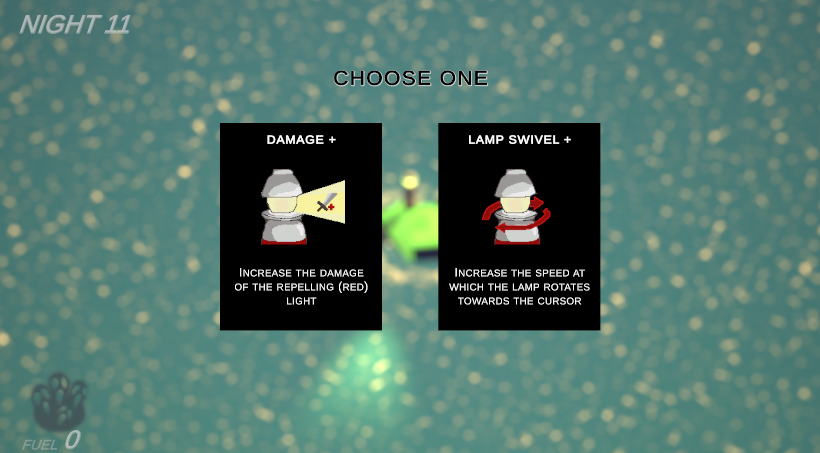 NIGHT 11
CHOOSE ONE
DAMAGE +
INCREASE THE DAMAGE
OF THE REPELLING (RED)
LIGHT
LAMP SWIVEL +
INCREASE THE SPEED AT
WHICH THE LAMP ROTATES
TOWARDS THE CURSOR
FUEL 0